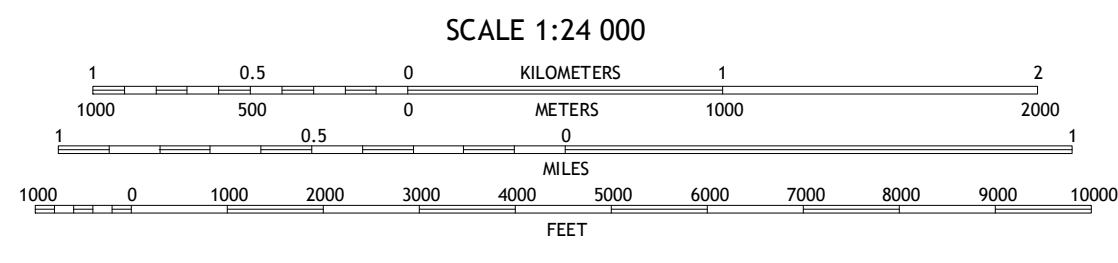 SCALE 1:24 000
1 0.5 0 KILOMETERS 1 2
1000 500 0 METERS 1000 2000
1 0.5 0 1
MILES
1000 0 1000 2000 3000 4000 5000 6000 7000 8000 9000 10000
FEET